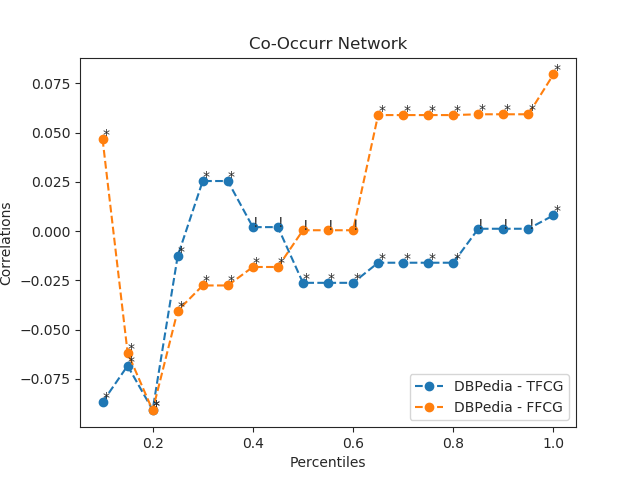 Co-Occurr Network
Correlations
0.075
0.050
0.025
0.000
−0.025
−0.050
−0.075
* * * * * * * * * * * * * * * * * * * * * * * * * * * * * *
| | | | | | | |
DBPedia - TFCG
DBPedia - FFCG
0.2 0.4 0.6 0.8 1.0
Percentiles